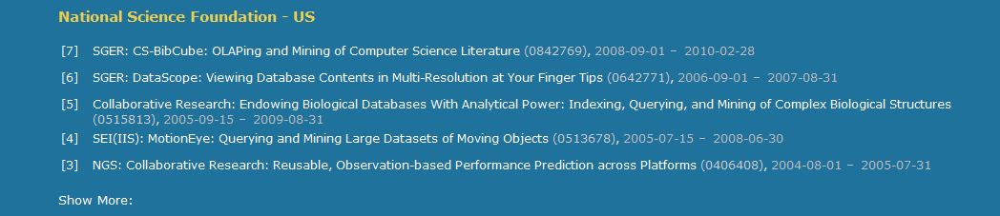 National Science Foundation - US
[7] SGER: CS-BibCube: OLAPing and Mining of Computer Science Literature (0842769), 2008-09-01 – 2010-02-28
[6] SGER: DataScope: Viewing Database Contents in Multi-Resolution at Your Finger Tips (0642771), 2006-09-01 – 2007-08-31
[5] Collaborative Research: Endowing Biological Databases With Analytical Power: Indexing, Querying, and Mining of Complex Biological Structures
(0515813), 2005-09-15 – 2009-08-31
[4] SEI(IIS): MotionEye: Querying and Mining Large Datasets of Moving Objects (0513678), 2005-07-15 – 2008-06-30
[3] NGS: Collaborative Research: Reusable, Observation-based Performance Prediction across Platforms (0406408), 2004-08-01 – 2005-07-31
Show More: